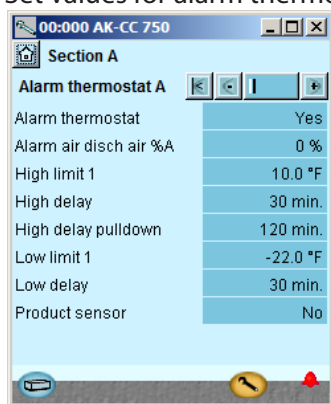 Set values for alarm thermo
00:000 AK-CC 750
Section A
Alarm thermostat A
Alarm thermostat Yes
Alarm air disch air %A 0 %
High limit 1 10.0 °F
High delay 30 min.
High delay pulldown 120 min.
Low limit 1 -22.0 °F
Low delay 30 min.
Product sensor No